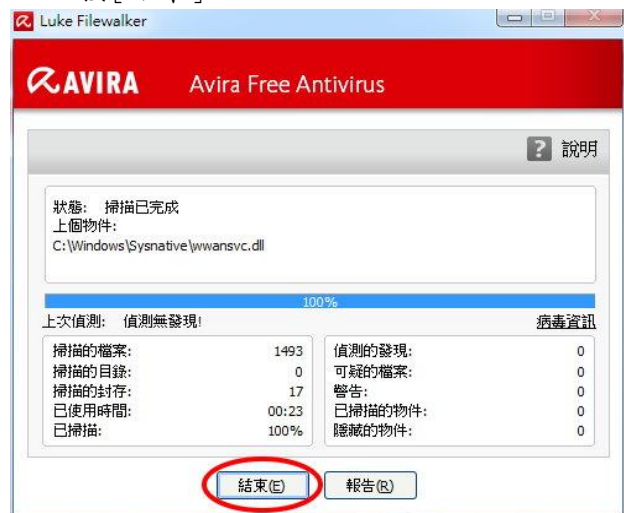 Luke Filewalker
AVIRA Avira Free Antivirus
? 說明
狀態: 掃描已完成
上個物件:
C:\Windows\Sysnative\wwansvc.dll
100%
上次偵測: 偵測無發現! 病毒資訊
掃描的檔案: 1493 偵測的發現: 0
掃描的目錄: 0 可疑的檔案: 0
掃描的封存: 17 警告: 0
已使用時間: 00:23 已掃描的物件: 0
已掃描: 100% 隱藏的物件: 0
結束(E) 報告(R)